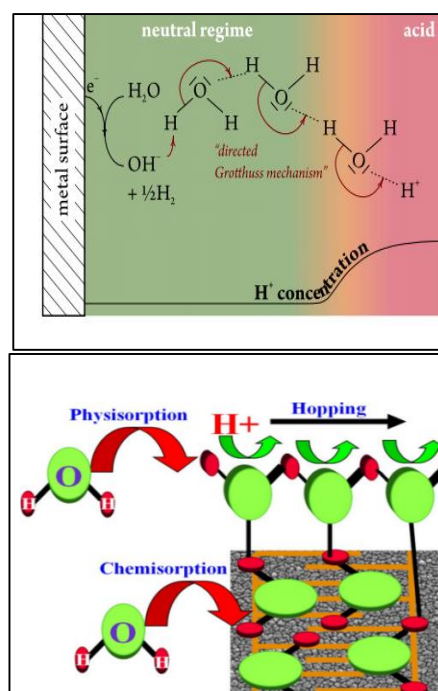 neutral regime
acid
H
H
H
e⁻
H₂O
O
O
H
H
H
H
O
metal surface
OH⁻
"directed
Grotthuss mechanism"
H⁺
+ ½H₂
H⁺ concentration
Physisorption
H+
Hopping
O
H
H
Chemisorption
O
H
H